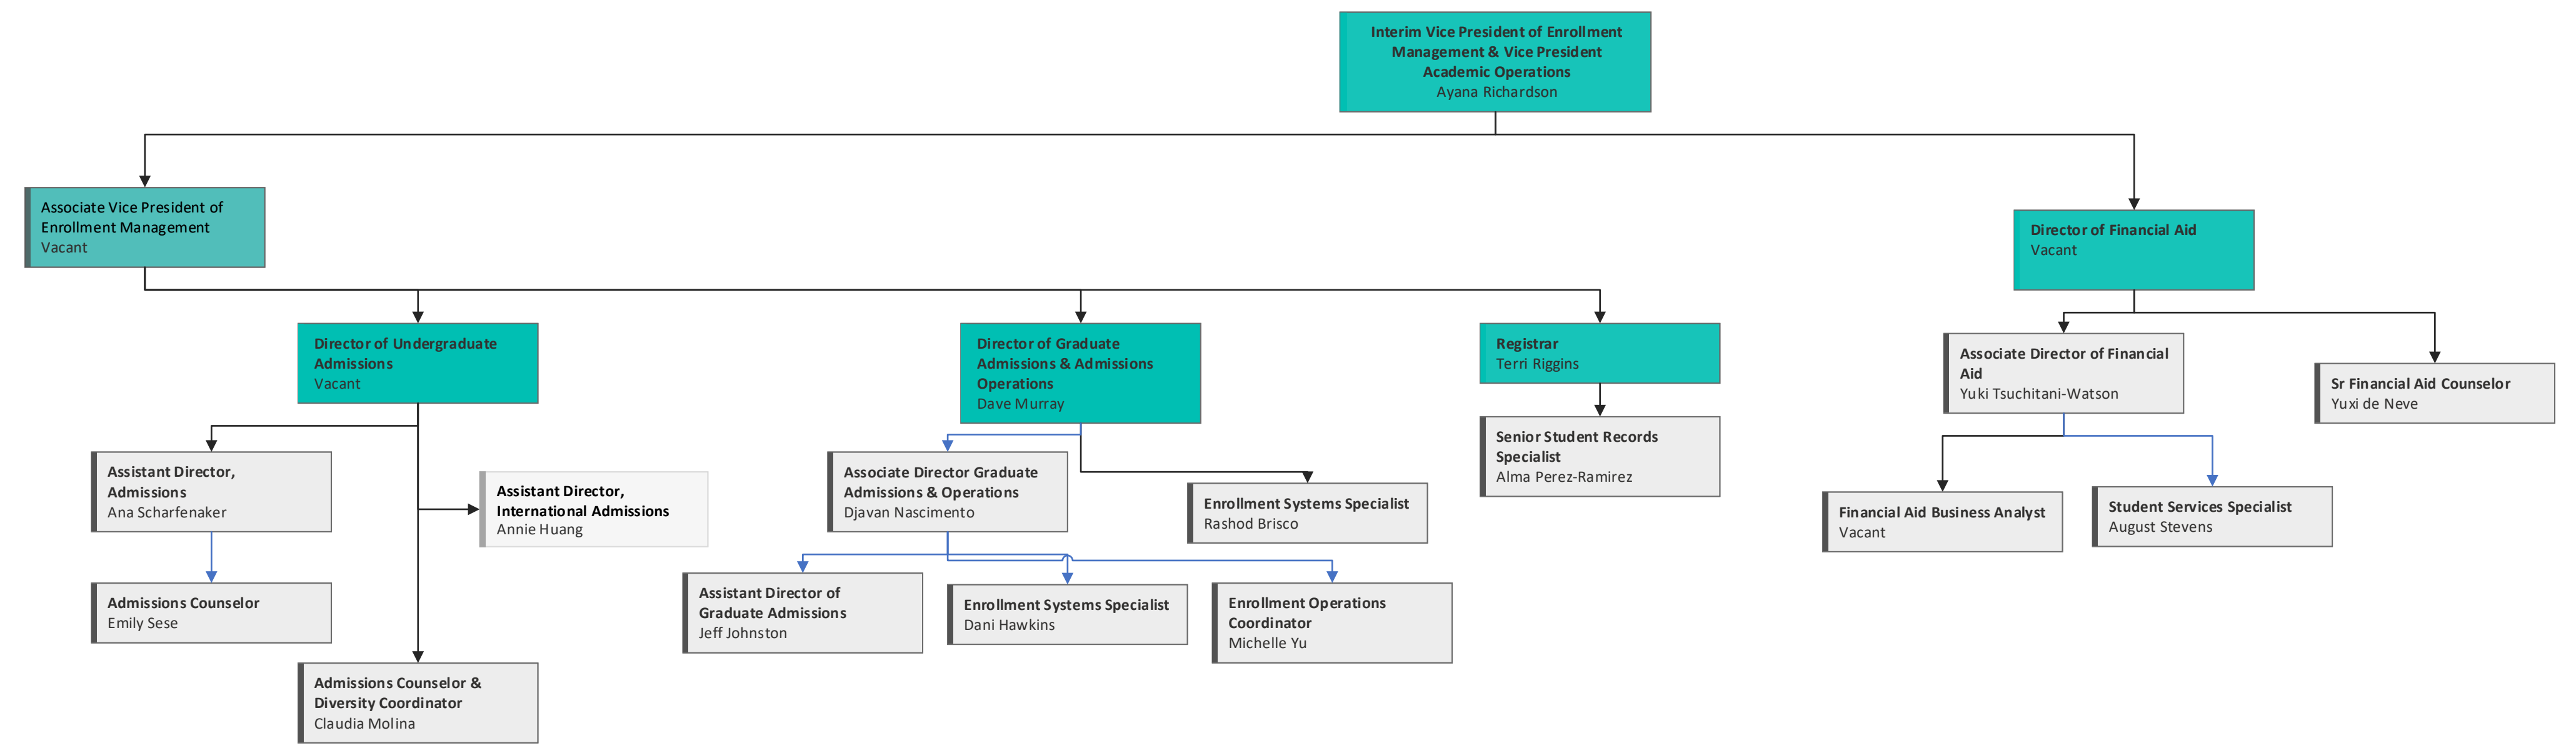 Interim Vice President of Enrollment
Management & Vice President
Academic Operations
Ayana Richardson
Associate Vice President of
Enrollment Management
Vacant
Director of Financial Aid
Vacant
Director of Undergraduate
Admissions
Vacant
Director of Graduate
Admissions & Admissions
Operations
Dave Murray
Registrar
Terri Riggins
Associate Director of Financial
Aid
Yuki Tsuchitani-Watson
Sr Financial Aid Counselor
Yuxi de Neve
Assistant Director,
Admissions
Ana Scharfenaker
Assistant Director,
International Admissions
Annie Huang
Associate Director Graduate
Admissions & Operations
Djavan Nascimento
Enrollment Systems Specialist
Rashod Brisco
Senior Student Records
Specialist
Alma Perez-Ramirez
Financial Aid Business Analyst
Vacant
Student Services Specialist
August Stevens
Admissions Counselor
Emily Sese
Assistant Director of
Graduate Admissions
Jeff Johnston
Enrollment Systems Specialist
Dani Hawkins
Enrollment Operations
Coordinator
Michelle Yu
Admissions Counselor &
Diversity Coordinator
Claudia Molina